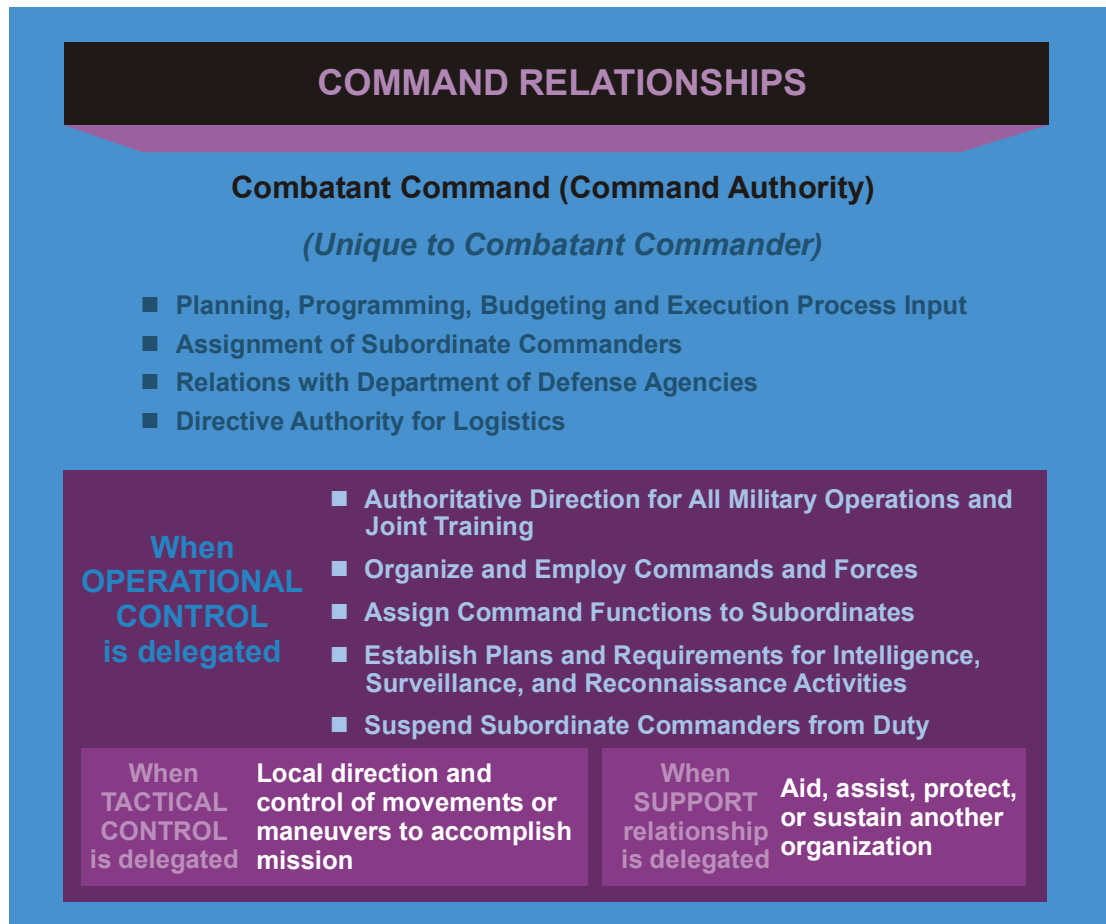 COMMAND RELATIONSHIPS
Combatant Command (Command Authority)
(Unique to Combatant Commander)
■ Planning, Programming, Budgeting and Execution Process Input
■ Assignment of Subordinate Commanders
■ Relations with Department of Defense Agencies
■ Directive Authority for Logistics
When
OPERATIONAL
CONTROL
is delegated
■ Authoritative Direction for All Military Operations and
Joint Training
■ Organize and Employ Commands and Forces
■ Assign Command Functions to Subordinates
■ Establish Plans and Requirements for Intelligence,
Surveillance, and Reconnaissance Activities
■ Suspend Subordinate Commanders from Duty
When
TACTICAL
CONTROL
is delegated
Local direction and
control of movements or
maneuvers to accomplish
mission
When
SUPPORT
relationship
is delegated
Aid, assist, protect,
or sustain another
organization